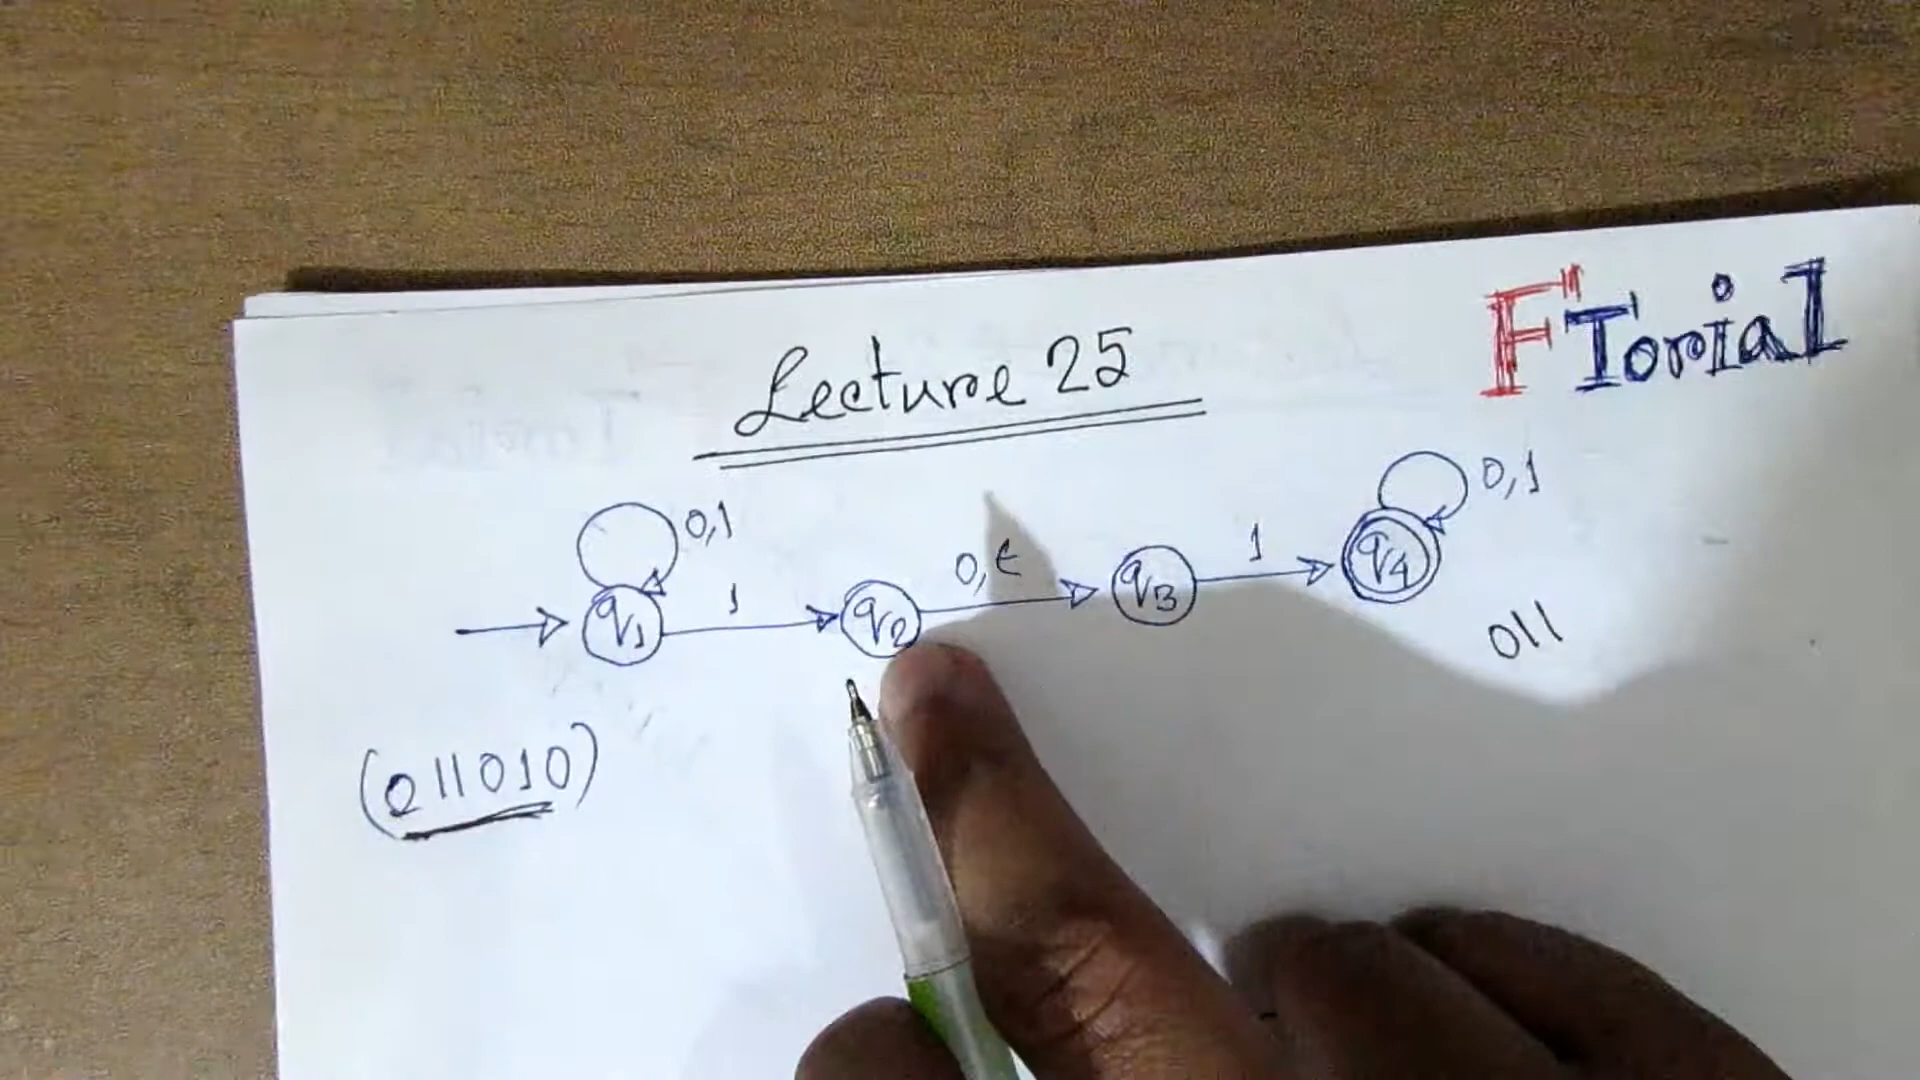 FTorial
Lecture 25
0,1
0,1
1
0,ϵ
1
q1
q2
q3
q4
011
(011010)